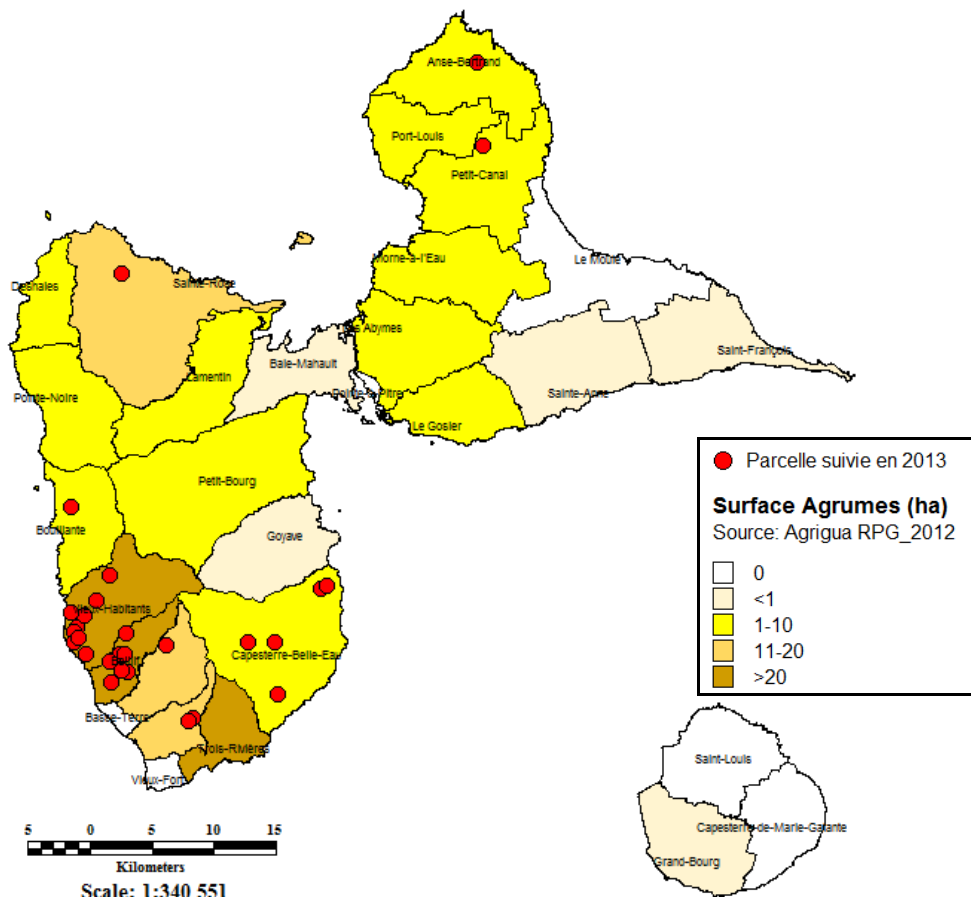 Anse-Bertrand
Port-Louis
Petit-Canal
Morne-à-l'Eau
Le Moule
Deshaies
Sainte-Rose
Les Abymes
Baie-Mahault
Saint-François
Lamentin
Pointe-à-Pitre
Sainte-Anne
Pointe-Noire
Le Gosier
Petit-Bourg
Bouillante
Goyave
Vieux-Habitants
Capesterre-Belle-Eau
Basse-Terre
Trois-Rivières
Vieux-Fort
Parcelle suivie en 2013
Surface Agrumes (ha)
Source: Agrigua RPG_2012
0
<1
1-10
11-20
>20
Saint-Louis
Capesterre-de-Marie-Galante
Grand-Bourg
5 0 5 10 15
Kilometers
Scale: 1:340 551